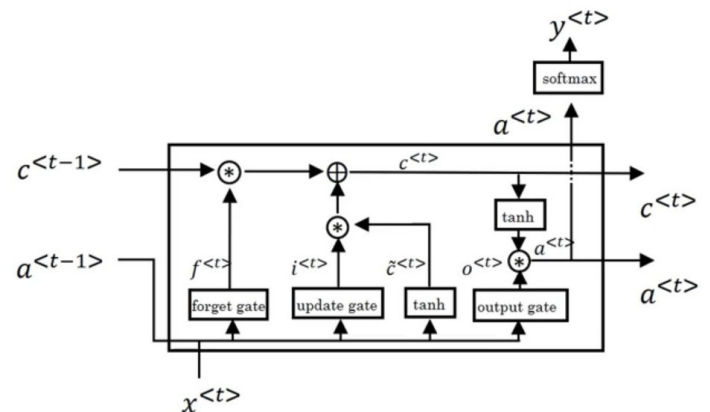 y<t>
softmax
a<t>
c<t-1>
c<t>
c<t>
tanh
a<t-1>
f<t>
i<t>
c̃<t>
o<t>
a<t>
a<t>
forget gate
update gate
tanh
output gate
x<t>